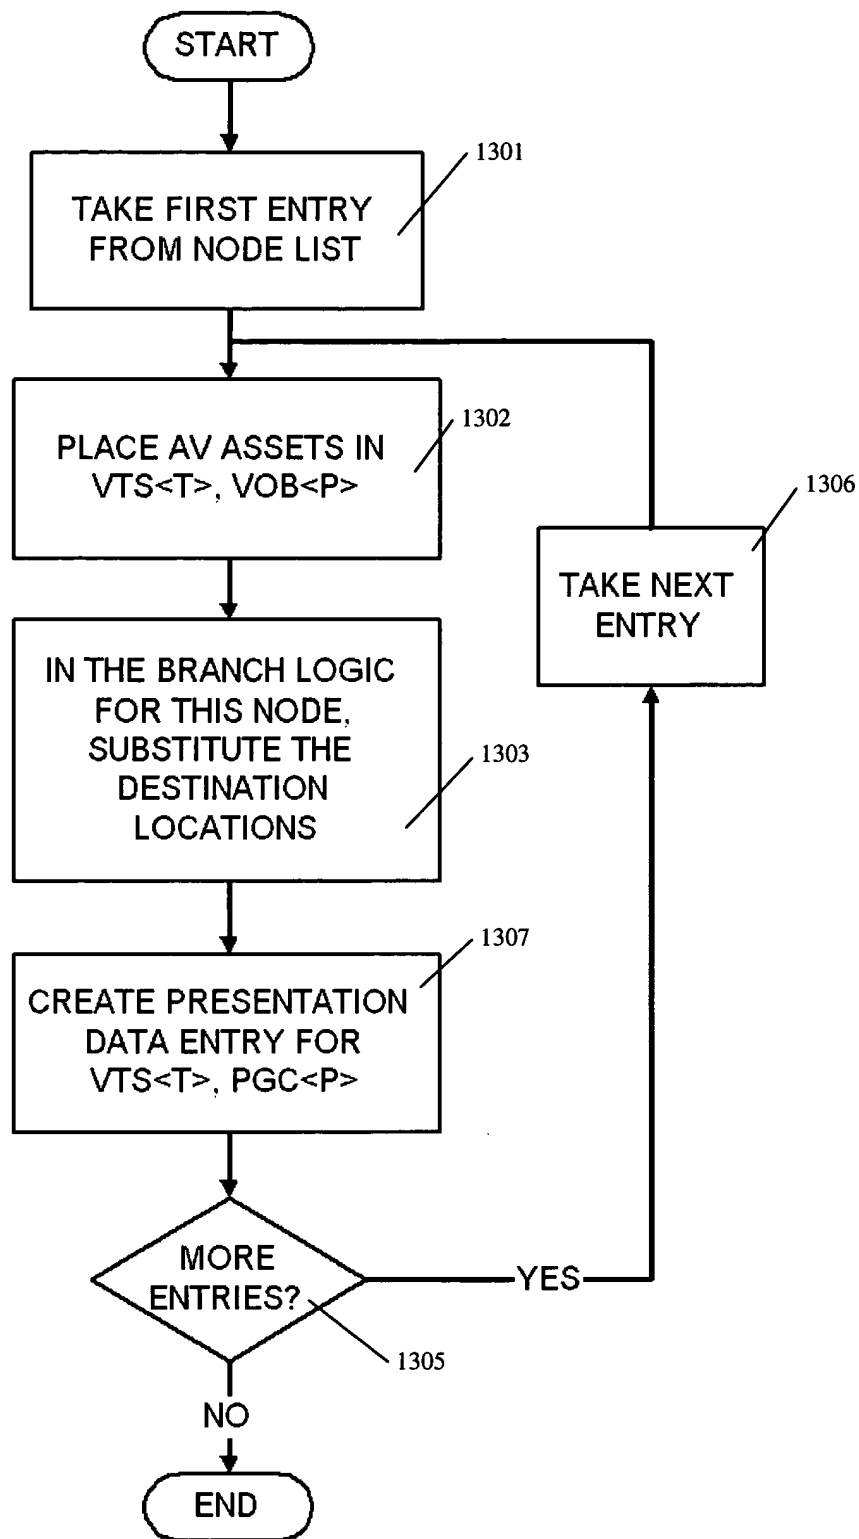 START
1301
TAKE FIRST ENTRY
FROM NODE LIST
1302
PLACE AV ASSETS IN
VTS<T>, VOB<P>
1306
TAKE NEXT
ENTRY
IN THE BRANCH LOGIC
FOR THIS NODE,
SUBSTITUTE THE
DESTINATION
LOCATIONS
1303
1307
CREATE PRESENTATION
DATA ENTRY FOR
VTS<T>, PGC<P>
MORE
ENTRIES?
YES
1305
NO
END